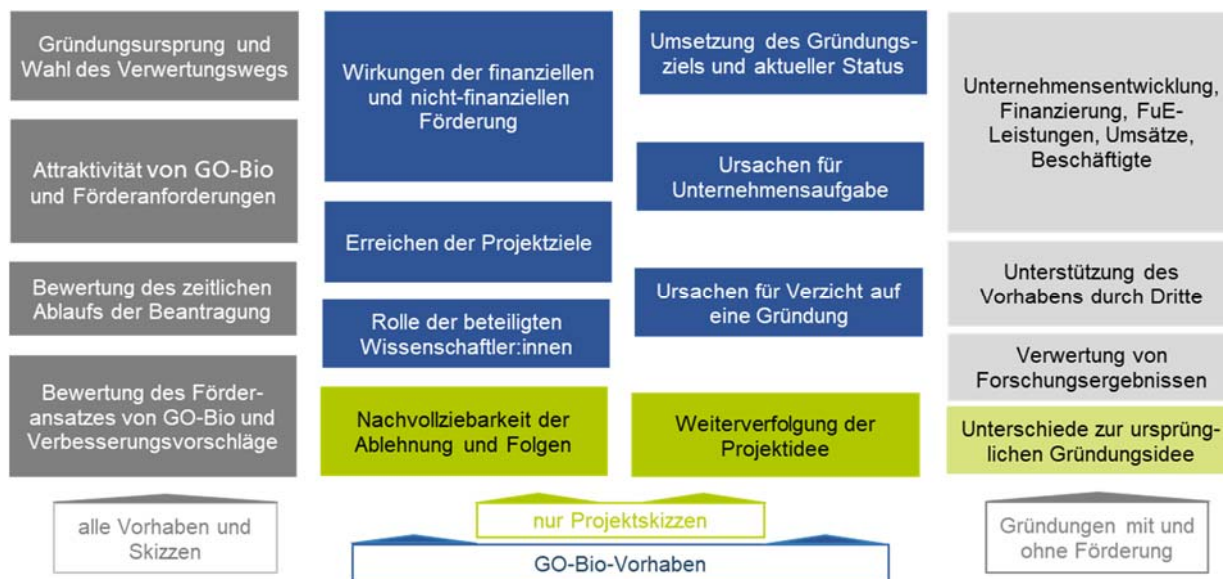 Gründungsursprung und
Wahl des Verwertungswegs
Attraktivität von GO-Bio
und Förderanforderungen
Bewertung des zeitlichen
Ablaufs der Beantragung
Bewertung des Förder-
ansatzes von GO-Bio und
Verbesserungsvorschläge
alle Vorhaben und
Skizzen
Wirkungen der finanziellen
und nicht-finanziellen
Förderung
Erreichen der Projektziele
Rolle der beteiligten
Wissenschaftler:innen
Nachvollziebarkeit der
Ablehnung und Folgen
Umsetzung des Gründungs-
ziels und aktueller Status
Ursachen für
Unternehmensaufgabe
Ursachen für Verzicht auf
eine Gründung
Weiterverfolgung der
Projektidee
nur Projektskizzen
GO-Bio-Vorhaben
Unternehmensentwicklung,
Finanzierung, FuE-
Leistungen, Umsätze,
Beschäftigte
Unterstützung des
Vorhabens durch Dritte
Verwertung von
Forschungsergebnissen
Unterschiede zur ursprüng-
lichen Gründungsidee
Gründungen mit und
ohne Förderung